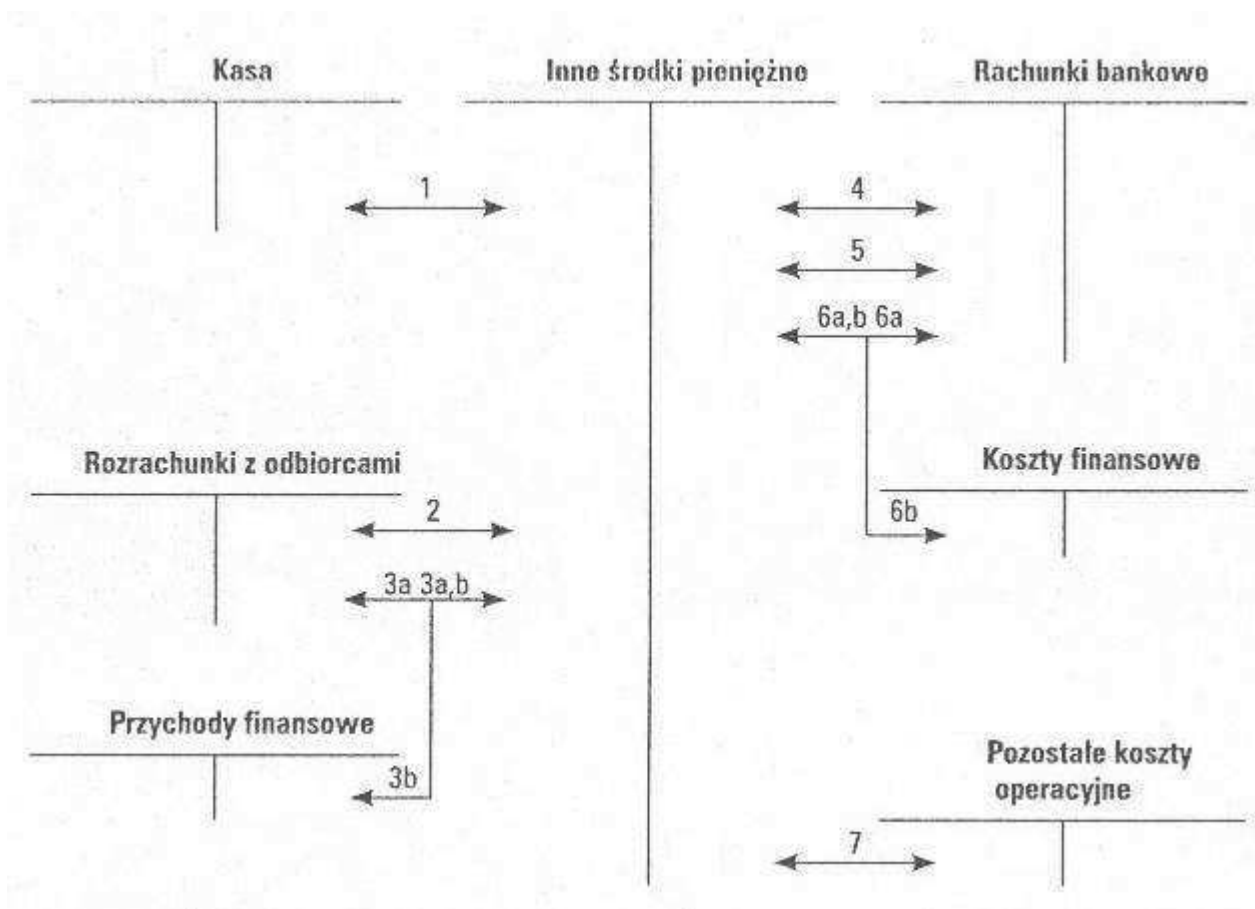 Kasa
Inne środki pieniężne
Rachunki bankowe
1
4
5
6a,b 6a
Rozrachunki z odbiorcami
Koszty finansowe
2
6b
3a 3a,b
Przychody finansowe
3b
Pozostałe koszty
operacyjne
7